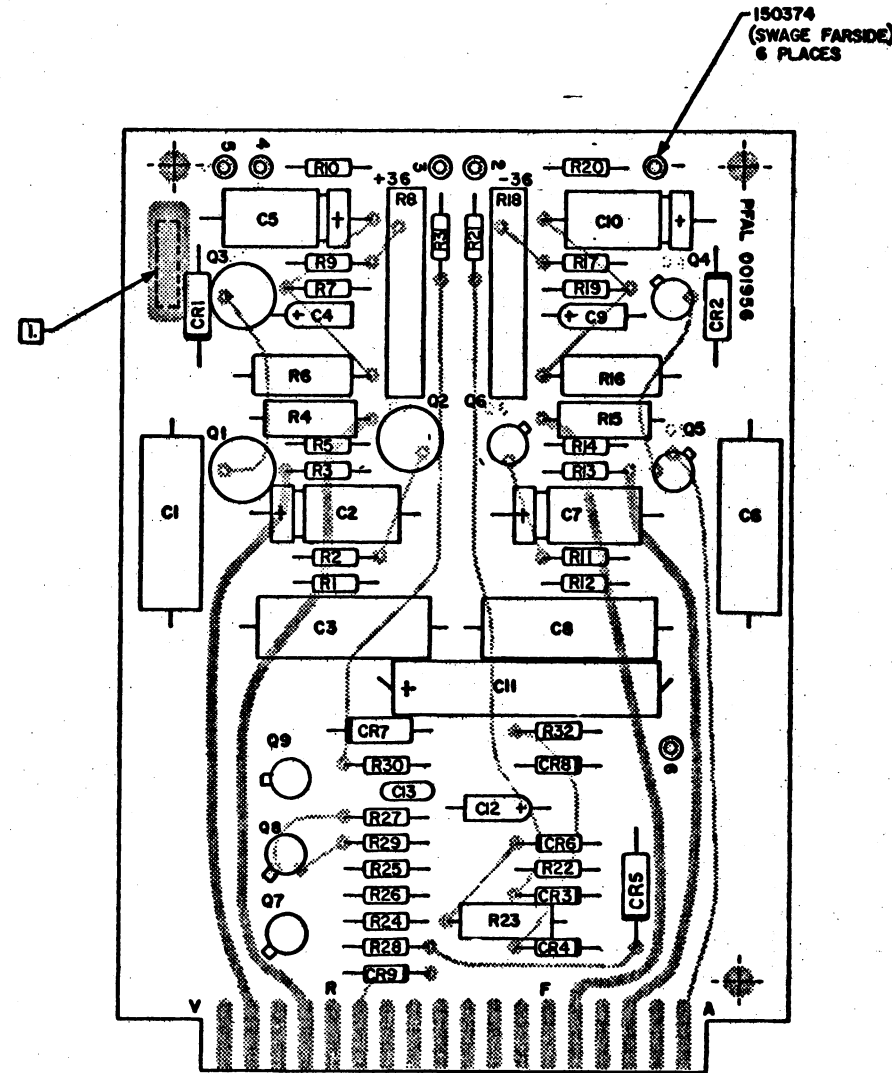 150374
(SWAGE FARSIDE)
6 PLACES
5 4 R10 3 2 R20
+36 -36
R8 R18
C5 + R31 R21 + C10
PFAL 001956
Q3 R9 R17 Q4
R7 R19
CR1 + C4 + C9 CR2
1.
R6 R16
Q2 Q6
R4 R15
Q1 R5 R14 Q5
R3 R13
C1 + C2 + C7 C6
R2 R11
R1 R12
C3 C8
+ C11
CR7 R32
Q9 6
R30 CR8
C13 C12 +
R27
Q8 R29 CR6
R25 R22
R26 CR3 CR5
Q7 R24 R23
R28 CR4
CR9
V R F A